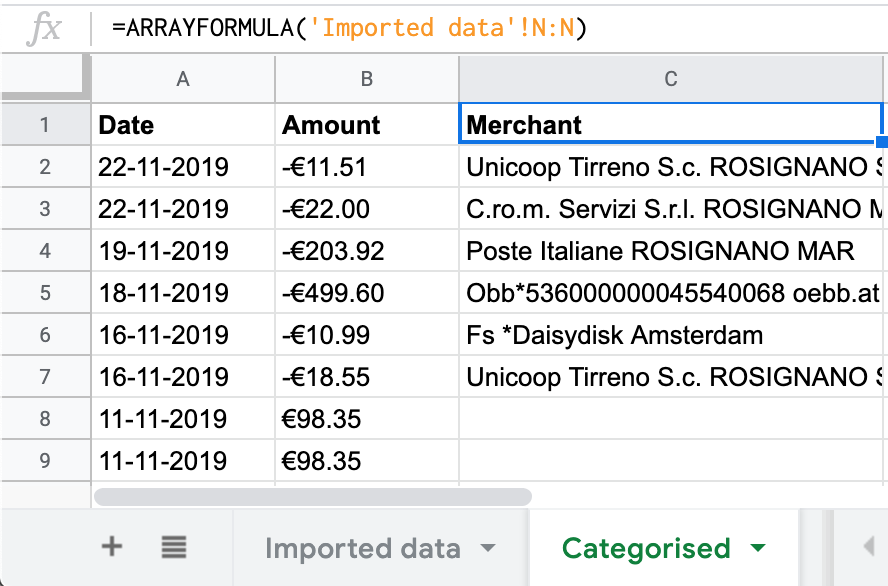 fx =ARRAYFORMULA('Imported data'!N:N)
A B C
1 Date Amount Merchant
2 22-11-2019 -€11.51 Unicoop Tirreno S.c. ROSIGNANO S
3 22-11-2019 -€22.00 C.ro.m. Servizi S.r.l. ROSIGNANO M
4 19-11-2019 -€203.92 Poste Italiane ROSIGNANO MAR
5 18-11-2019 -€499.60 Obb*536000000045540068 oebb.at
6 16-11-2019 -€10.99 Fs *Daisydisk Amsterdam
7 16-11-2019 -€18.55 Unicoop Tirreno S.c. ROSIGNANO S
8 11-11-2019 €98.35
9 11-11-2019 €98.35
+ Imported data Categorised